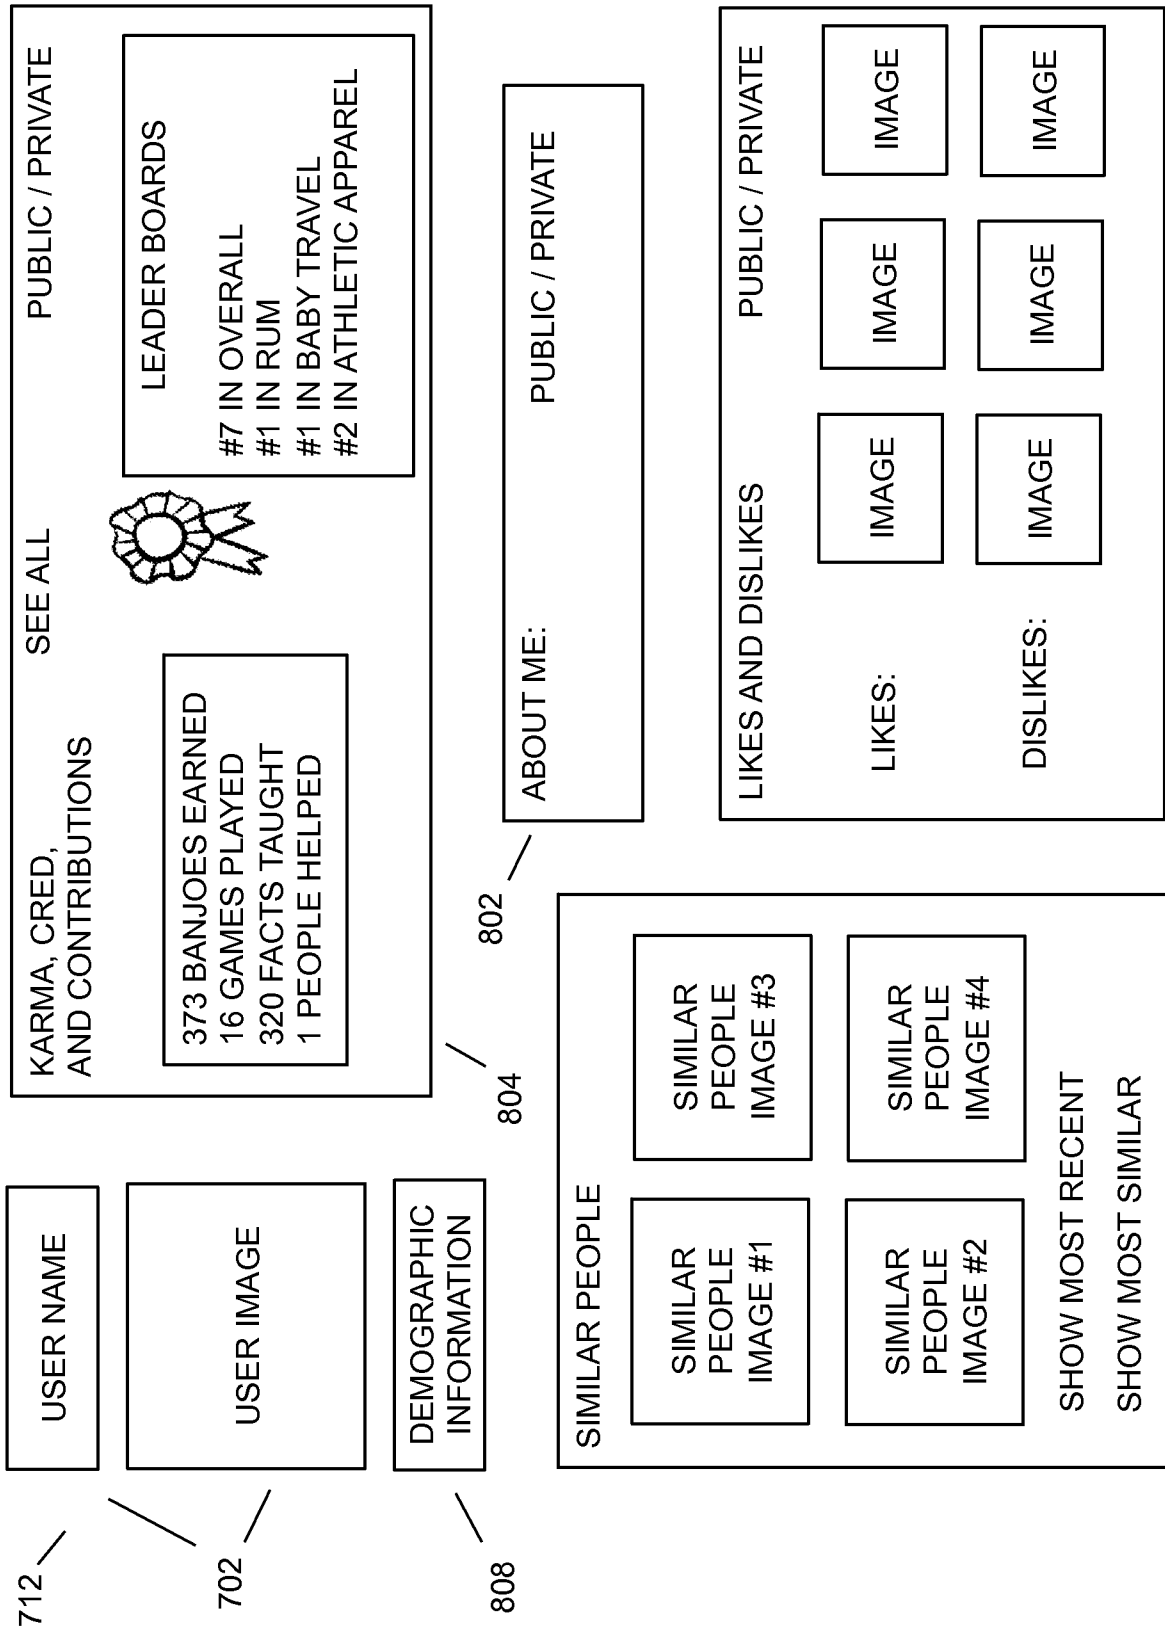 712
USER NAME
702
USER IMAGE
808
DEMOGRAPHIC
INFORMATION
KARMA, CRED,
AND CONTRIBUTIONS
SEE ALL
PUBLIC / PRIVATE
373 BANJOES EARNED
16 GAMES PLAYED
320 FACTS TAUGHT
1 PEOPLE HELPED
LEADER BOARDS
#7 IN OVERALL
#1 IN RUM
#1 IN BABY TRAVEL
#2 IN ATHLETIC APPAREL
804
802
ABOUT ME:
PUBLIC / PRIVATE
SIMILAR PEOPLE
SIMILAR
PEOPLE
IMAGE #1
SIMILAR
PEOPLE
IMAGE #3
SIMILAR
PEOPLE
IMAGE #2
SIMILAR
PEOPLE
IMAGE #4
SHOW MOST RECENT
SHOW MOST SIMILAR
LIKES AND DISLIKES
PUBLIC / PRIVATE
LIKES:
IMAGE
IMAGE
IMAGE
DISLIKES:
IMAGE
IMAGE
IMAGE